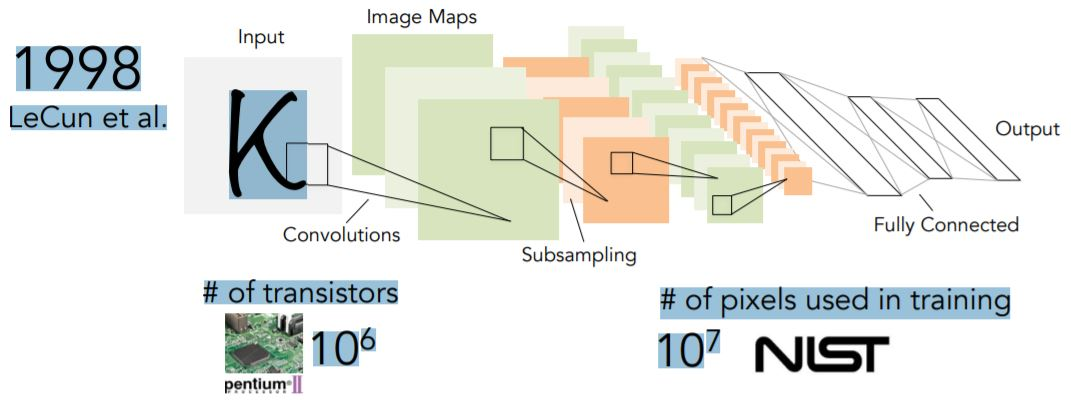 Image Maps
Input
1998
LeCun et al.
K
Output
Convolutions
Subsampling
Fully Connected
# of transistors
10⁶
pentium® II
PROCESSOR
# of pixels used in training
10⁷
NIST